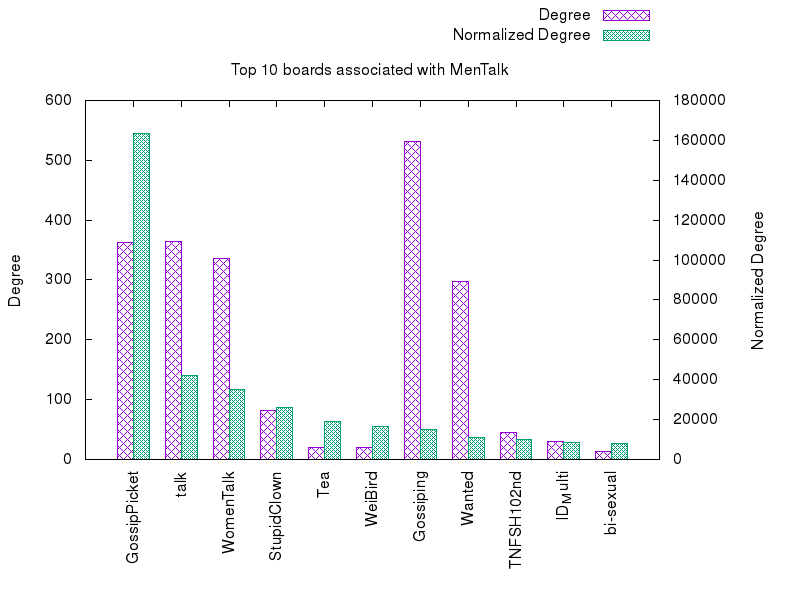 Degree
Normalized Degree
Top 10 boards associated with MenTalk
600
500
400
300
200
100
0
180000
160000
140000
120000
100000
80000
60000
40000
20000
0
Degree
Normalized Degree
GossipPicket
talk
WomenTalk
StupidClown
Tea
WeiBird
Gossiping
Wanted
TNFSH102nd
IDMulti
bi-sexual